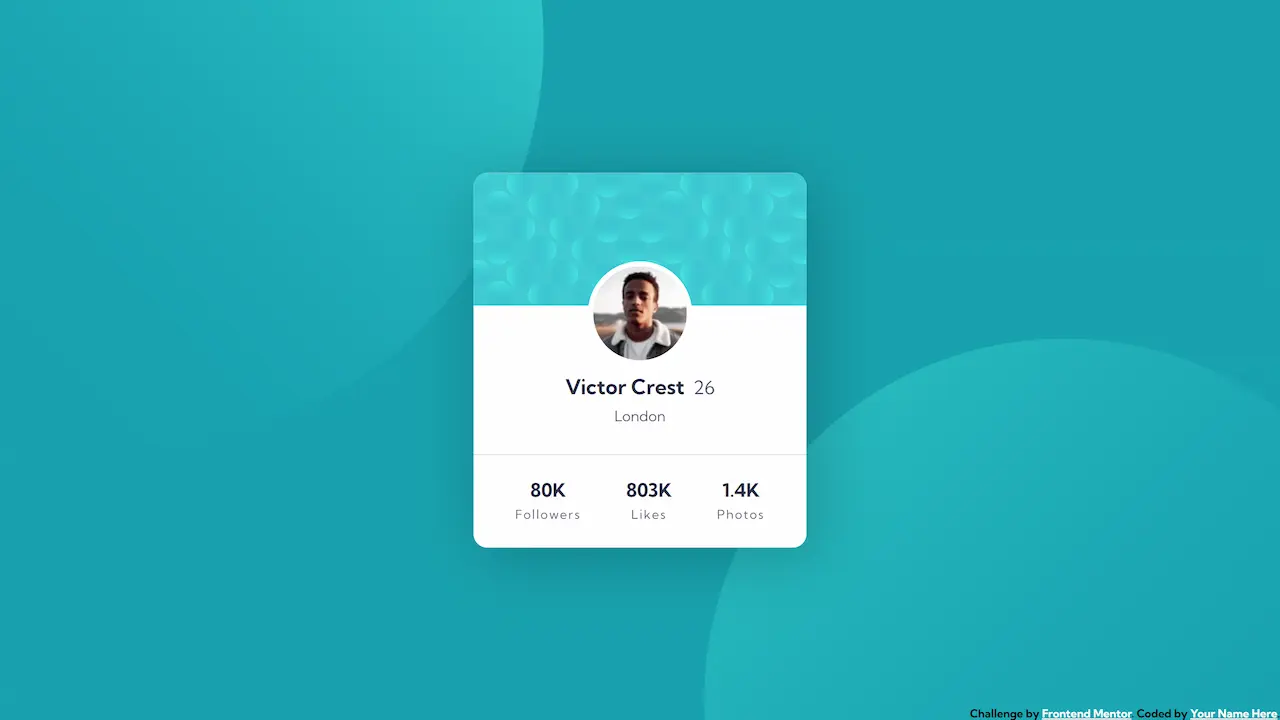 Victor Crest 26
London
80K 803K 1.4K
Followers Likes Photos
Challenge by Frontend Mentor Coded by Your Name Here